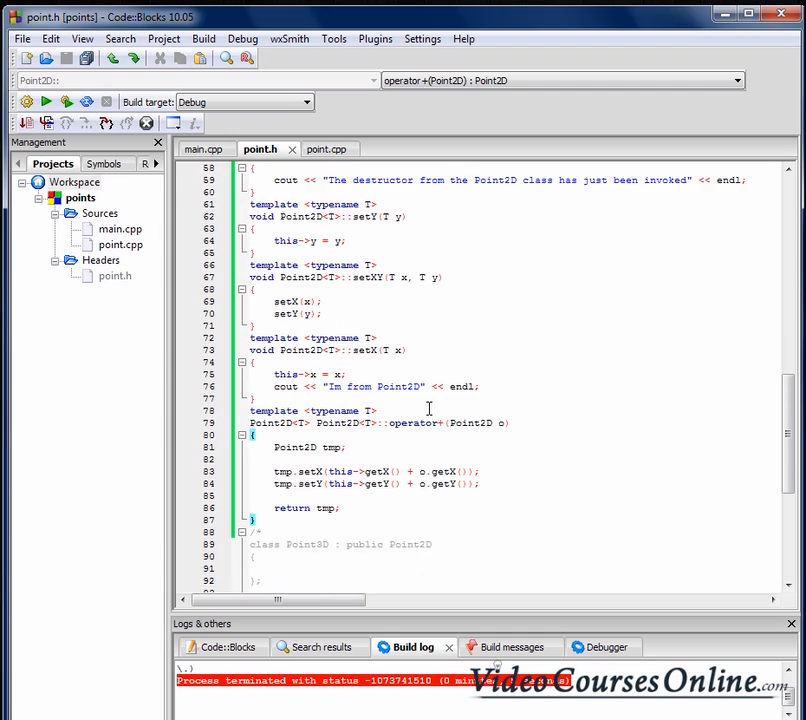 point.h [points] - Code::Blocks 10.05
File Edit View Search Project Build Debug wxSmith Tools Plugins Settings Help
Point2D:: operator+(Point2D) : Point2D
Build target: Debug
Management
Projects Symbols R
Workspace
points
Sources
main.cpp
point.cpp
Headers
point.h
main.cpp point.h point.cpp
58 {
59 cout << "The destructor from the Point2D class has just been invoked" << endl;
60 }
61 template <typename T>
62 void Point2D<T>::setY(T y)
63 {
64 this->y = y;
65 }
66 template <typename T>
67 void Point2D<T>::setXY(T x, T y)
68 {
69 setX(x);
70 setY(y);
71 }
72 template <typename T>
73 void Point2D<T>::setX(T x)
74 {
75 this->x = x;
76 cout << "Im from Point2D" << endl;
77 }
78 template <typename T>
79 Point2D<T> Point2D<T>::operator+(Point2D o)
80 {
81 Point2D tmp;
82
83 tmp.setX(this->getX() + o.getX());
84 tmp.setY(this->getY() + o.getY());
85
86 return tmp;
87 }
88 /*
89 class Point3D : public Point2D
90 {
91
92 };
Logs & others
Code::Blocks Search results Build log Build messages Debugger
\.)
Process terminated with status -1073741510 (0 minutes,
VideoCoursesOnline.com